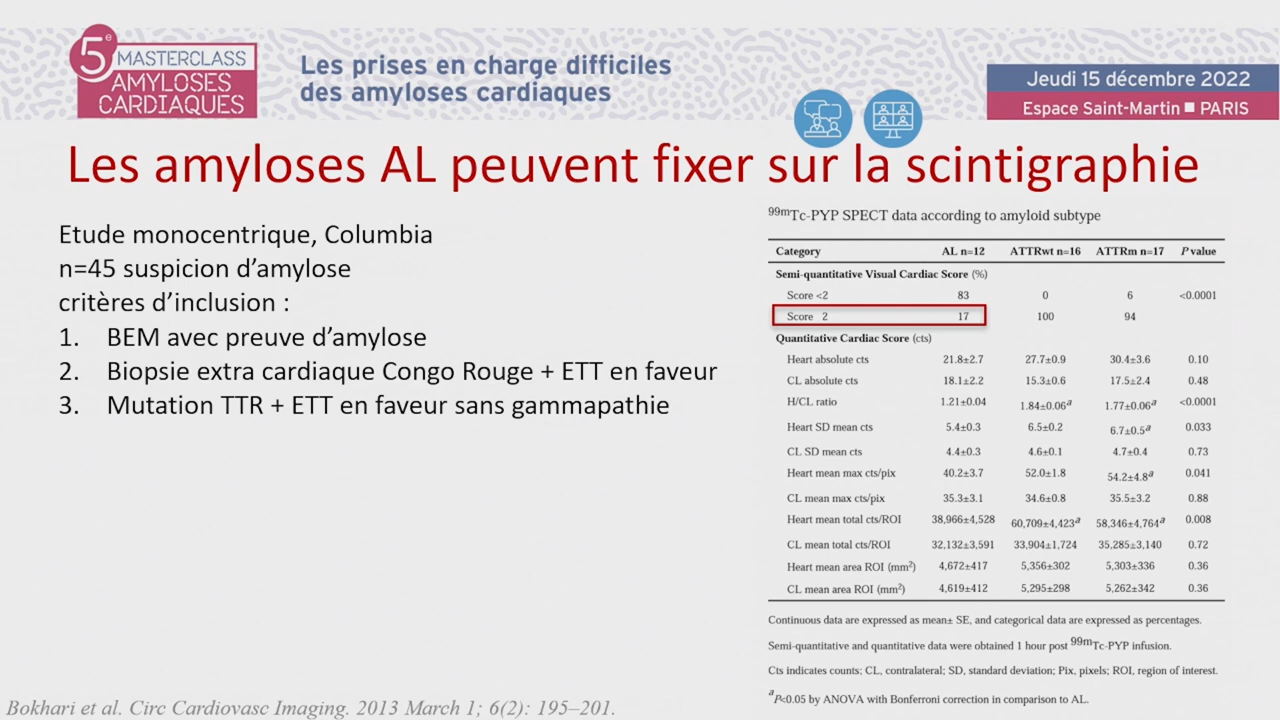 5e
MASTERCLASS
AMYLOSES
CARDIAQUES
Les prises en charge difficiles
des amyloses cardiaques
Jeudi 15 décembre 2022
Espace Saint-Martin ■ PARIS
Les amyloses AL peuvent fixer sur la scintigraphie
Etude monocentrique, Columbia
n=45 suspicion d’amylose
critères d’inclusion :
1. BEM avec preuve d’amylose
2. Biopsie extra cardiaque Congo Rouge + ETT en faveur
3. Mutation TTR + ETT en faveur sans gammapathie
99mTc-PYP SPECT data according to amyloid subtype
Category AL n=12 ATTRwt n=16 ATTRm n=17 P value
Semi-quantitative Visual Cardiac Score (%)
Score <2 83 0 6 <0.0001
Score 2 17 100 94
Quantitative Cardiac Score (cts)
Heart absolute cts 21.8±2.7 27.7±0.9 30.4±3.6 0.10
CL absolute cts 18.1±2.2 15.3±0.6 17.5±2.4 0.48
H/CL ratio 1.21±0.04 1.84±0.06a 1.77±0.06a <0.0001
Heart SD mean cts 5.4±0.3 6.5±0.2 6.7±0.5a 0.033
CL SD mean cts 4.4±0.3 4.6±0.1 4.7±0.4 0.73
Heart mean max cts/pix 40.2±3.7 52.0±1.8 54.2±4.8a 0.041
CL mean max cts/pix 35.3±3.1 34.6±0.8 35.5±3.2 0.88
Heart mean total cts/ROI 38,966±4,528 60,709±4,423a 58,346±4,764a 0.008
CL mean total cts/ROI 32,132±3,591 33,904±1,724 35,285±3,140 0.72
Heart mean area ROI (mm2) 4,672±417 5,356±302 5,303±336 0.36
CL mean area ROI (mm2) 4,619±412 5,295±298 5,262±342 0.36
Continuous data are expressed as mean± SE, and categorical data are expressed as percentages.
Semi-quantitative and quantitative data were obtained 1 hour post 99mTc-PYP infusion.
Cts indicates counts; CL, contralateral; SD, standard deviation; Pix, pixels; ROI, region of interest.
aP<0.05 by ANOVA with Bonferroni correction in comparison to AL.
Bokhari et al. Circ Cardiovasc Imaging. 2013 March 1; 6(2): 195–201.